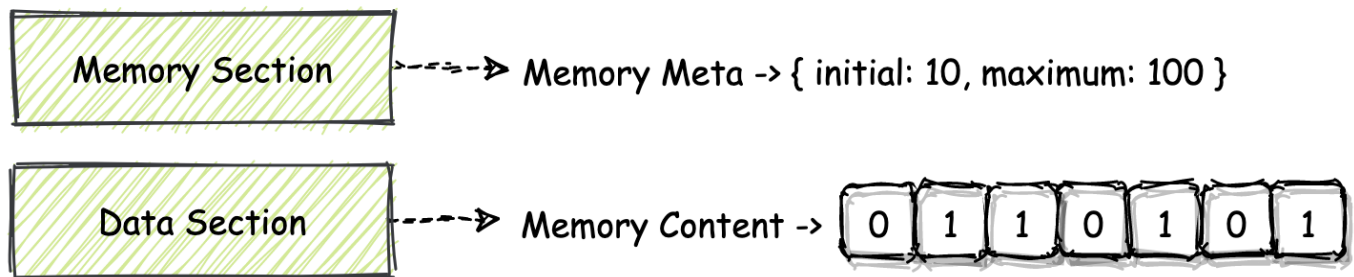 Memory Section
Memory Meta -> { initial: 10, maximum: 100 }
Data Section
Memory Content -> 0 1 1 0 1 0 1